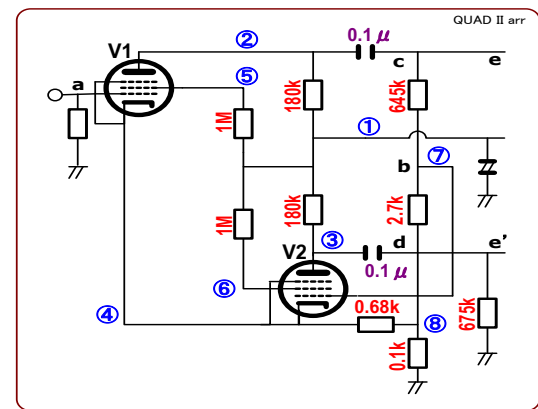 QUAD II arr
V1
②
0.1 μ
c
e
a
⑤
180k
645k
1M
①
b
⑦
1M
180k
2.7k
V2
③
d
e'
0.1 μ
④
⑥
0.68k
⑧
675k
0.1k